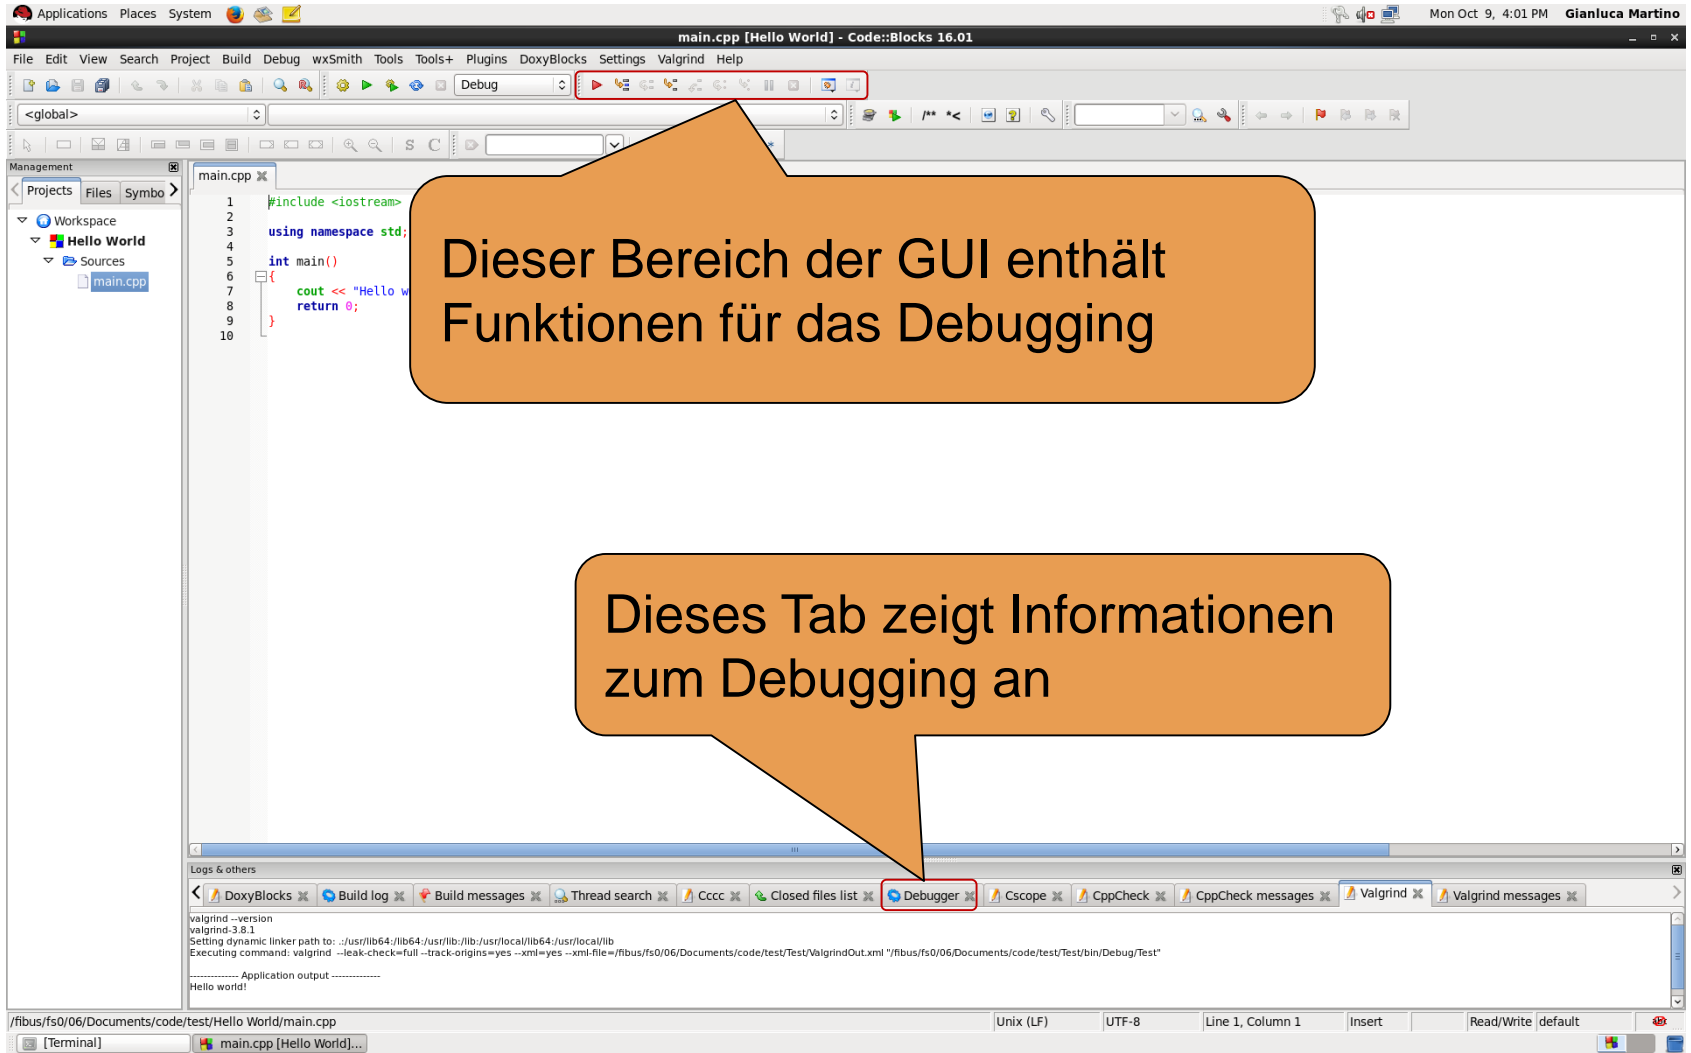 Applications Places System Mon Oct 9, 4:01 PM Gianluca Martino
main.cpp [Hello World] - Code::Blocks 16.01
File Edit View Search Project Build Debug wxSmith Tools Tools+ Plugins DoxyBlocks Settings Valgrind Help
Debug
<global>
/** *<
S C
Management
Projects Files Symbo
Workspace
Hello World
Sources
main.cpp
main.cpp
1 #include <iostream>
2
3 using namespace std;
4
5 int main()
6 {
7 cout << "Hello w
8 return 0;
9 }
10
Dieser Bereich der GUI enthält
Funktionen für das Debugging
Dieses Tab zeigt Informationen
zum Debugging an
Logs & others
DoxyBlocks Build log Build messages Thread search Cccc Closed files list Debugger Cscope CppCheck CppCheck messages Valgrind Valgrind messages
valgrind --version
valgrind-3.8.1
Setting dynamic linker path to: .:/usr/lib64:/lib64:/usr/lib:/lib:/usr/local/lib64:/usr/local/lib
Executing command: valgrind --leak-check=full --track-origins=yes --xml=yes --xml-file=/fibus/fs0/06/Documents/code/test/Test/ValgrindOut.xml "/fibus/fs0/06/Documents/code/test/Test/bin/Debug/Test"
-------------- Application output --------------
Hello world!
/fibus/fs0/06/Documents/code/test/Hello World/main.cpp Unix (LF) UTF-8 Line 1, Column 1 Insert Read/Write default
[Terminal] main.cpp [Hello World]...